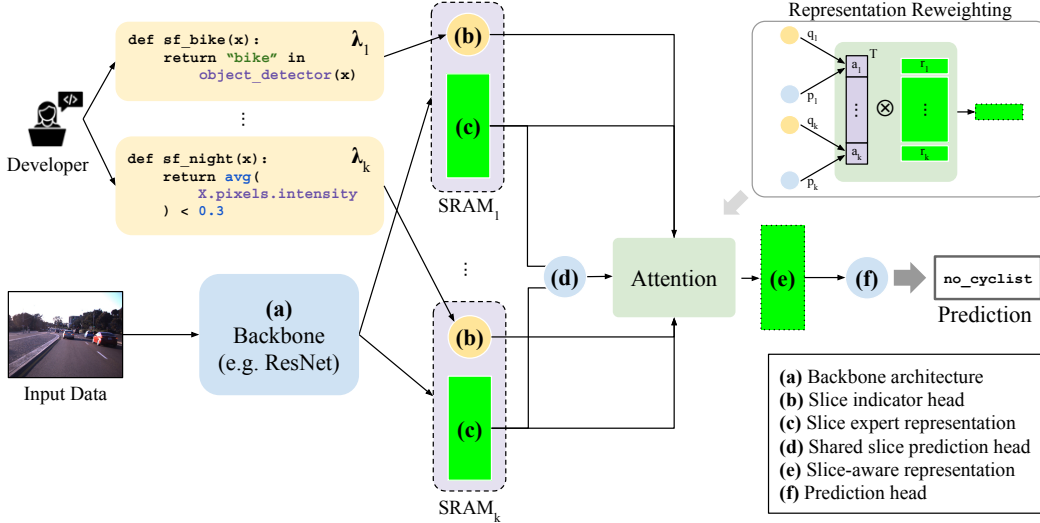 def sf_bike(x):
return “bike” in
object_detector(x)
λ1
⋮
def sf_night(x):
return avg(
X.pixels.intensity
) < 0.3
λk
Developer
(a)
Backbone
(e.g. ResNet)
Input Data
(b)
(c)
SRAM1
⋮
(b)
(c)
SRAMk
(d)
Attention
(e)
(f)
no_cyclist
Prediction
Representation Reweighting
q1
p1
qk
pk
a1
⋮
ak
T
⊗
r1
⋮
rk
(a) Backbone architecture
(b) Slice indicator head
(c) Slice expert representation
(d) Shared slice prediction head
(e) Slice-aware representation
(f) Prediction head